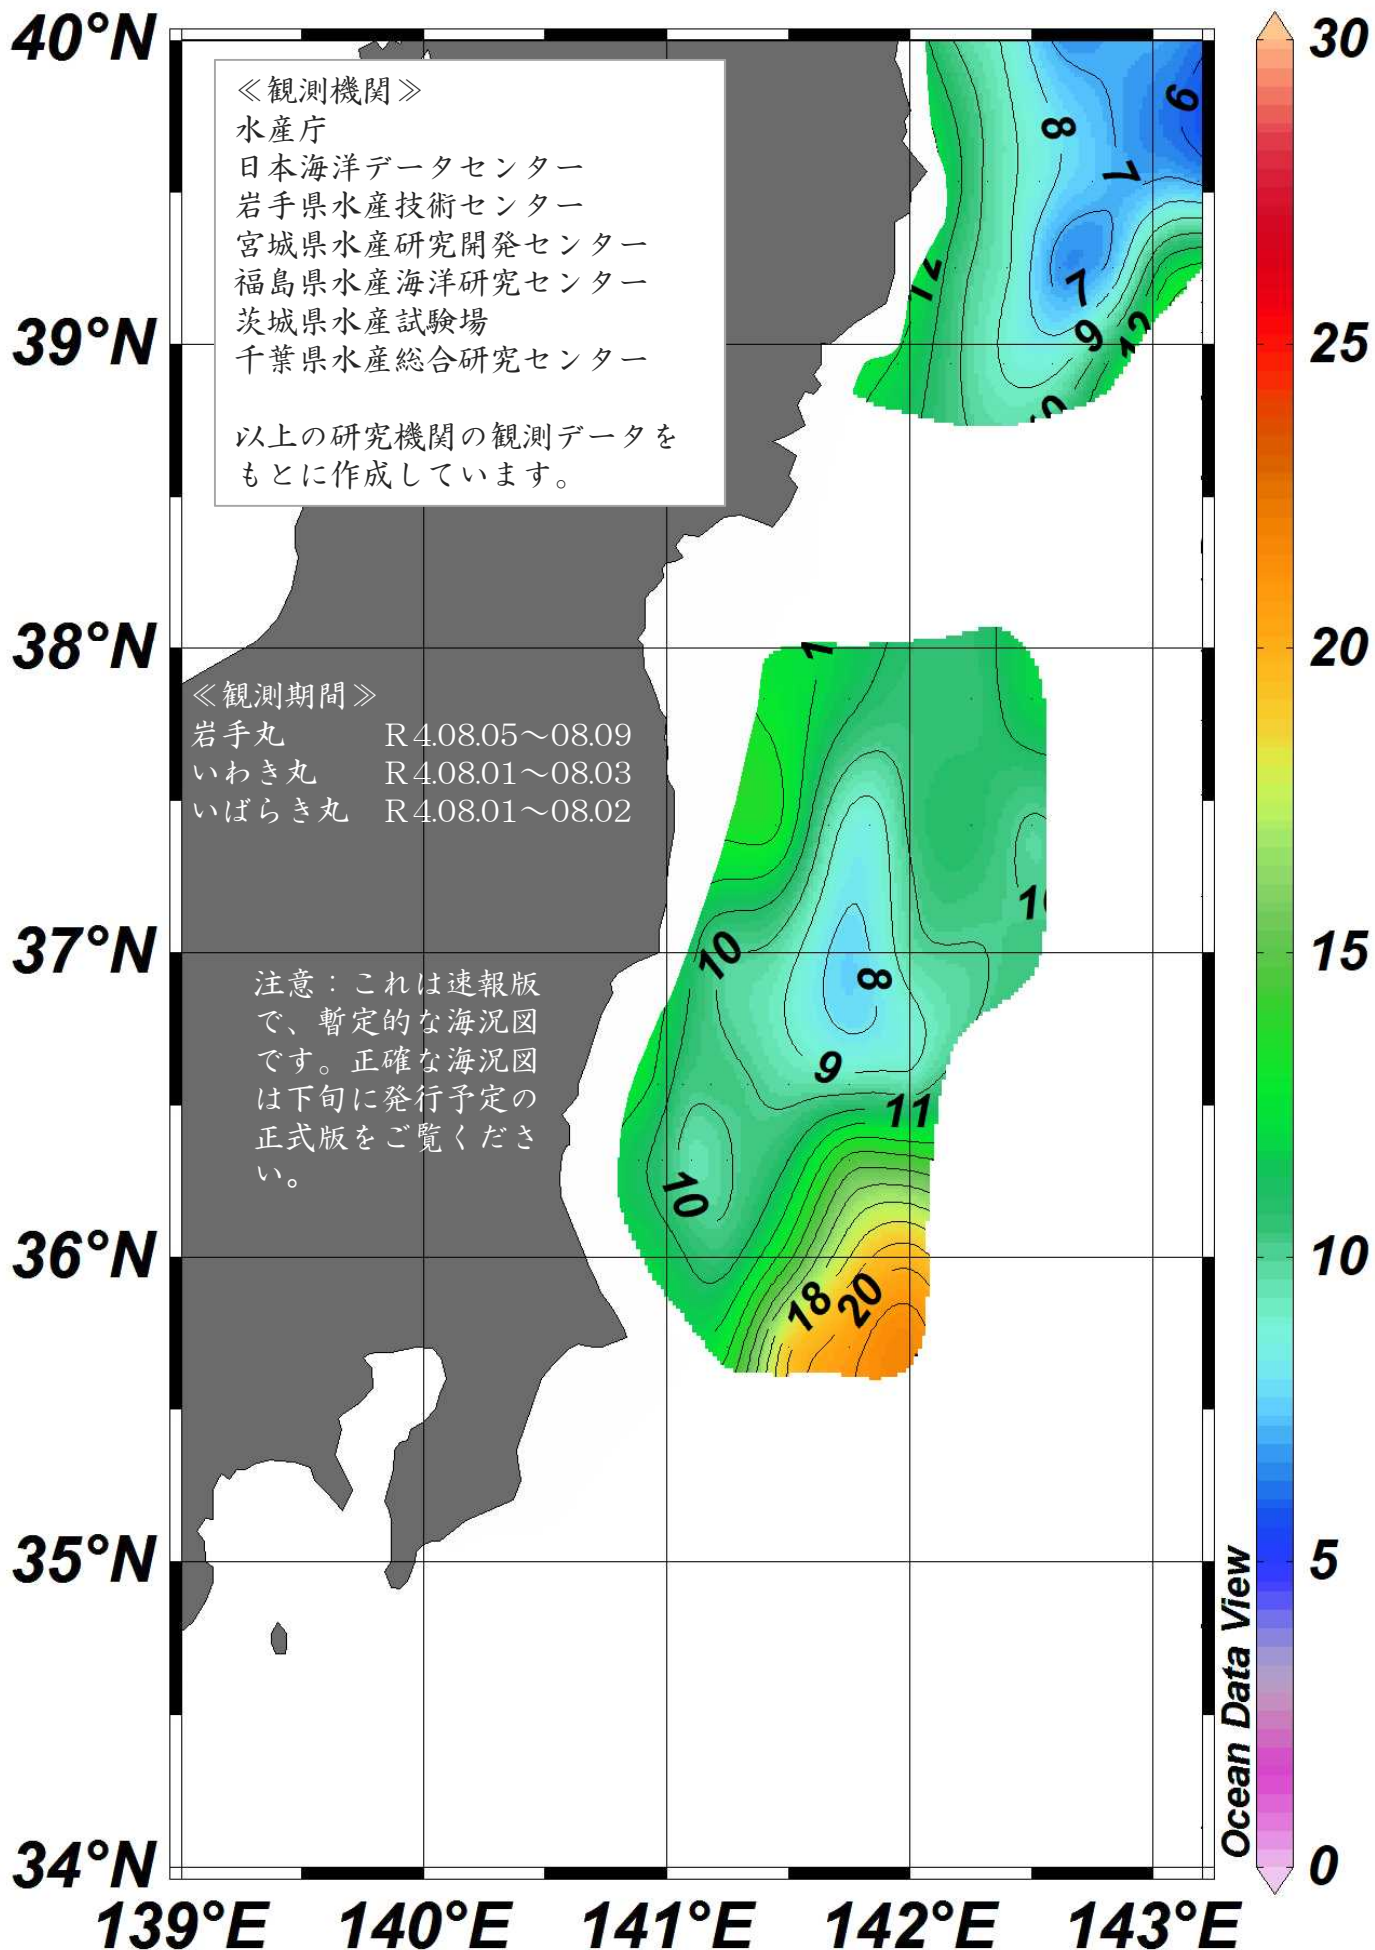 40°N
39°N
38°N
37°N
36°N
35°N
34°N
139°E
140°E
141°E
142°E
143°E
≪観測機関≫
水産庁
日本海洋データセンター
岩手県水産技術センター
宮城県水産研究開発センター
福島県水産海洋研究センター
茨城県水産試験場
千葉県水産総合研究センター
以上の研究機関の観測データを
もとに作成しています。
≪観測期間≫
岩手丸 R4.08.05～08.09
いわき丸 R4.08.01～08.03
いばらき丸 R4.08.01～08.02
注意：これは速報版
で、暫定的な海況図
です。正確な海況図
は下旬に発行予定の
正式版をご覧くださ
い。
8
6
7
12
7
9
12
10
1
10
10
8
9
11
10
18
20
30
25
20
15
10
5
0
Ocean Data View